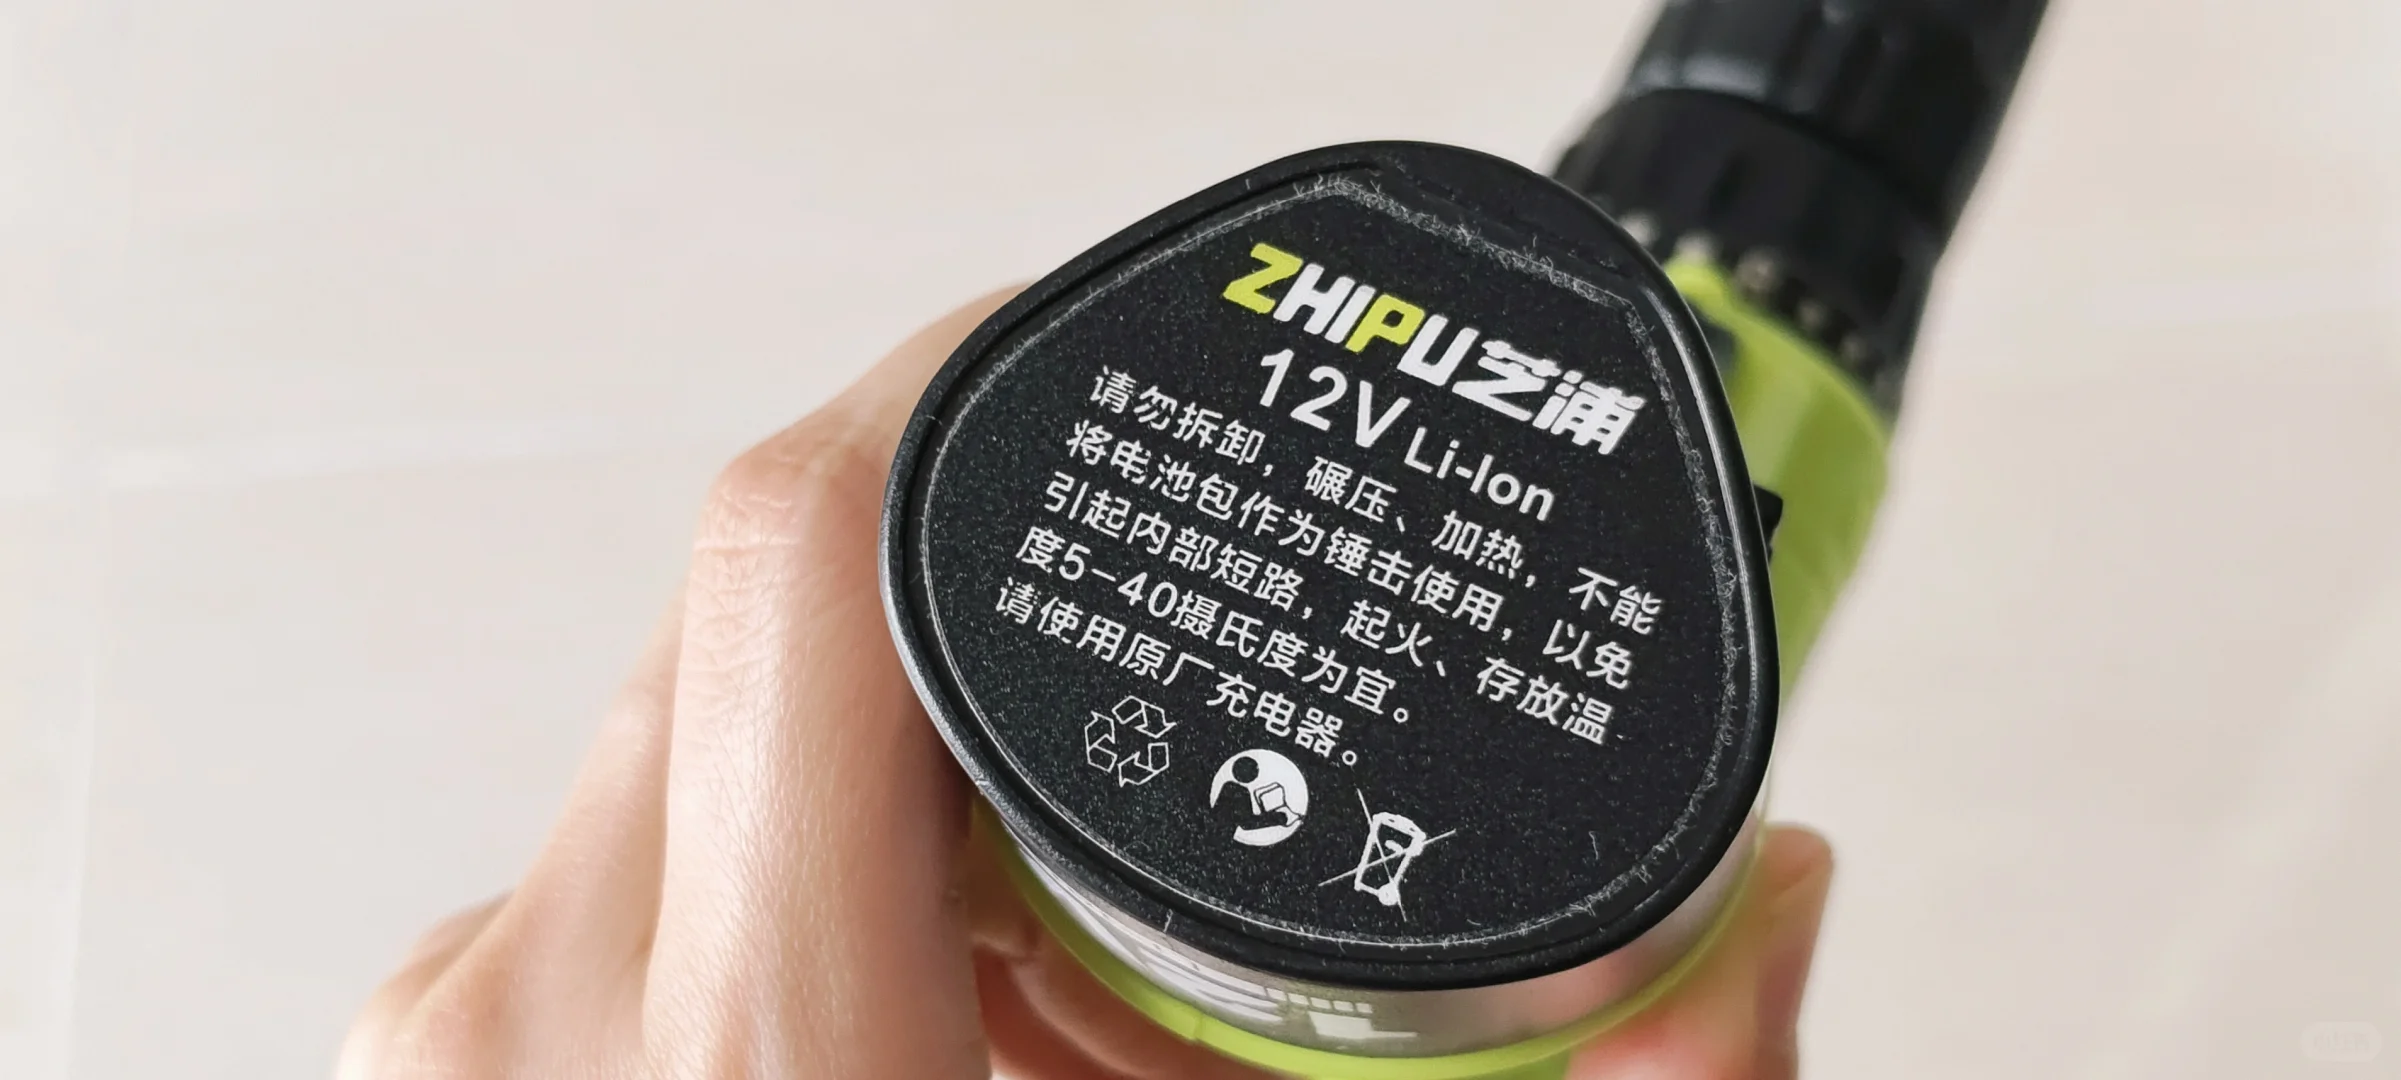 ZHIPU芝浦
12V Li-Ion
请勿拆卸，碾压、加热，不能
将电池包作为锤击使用，以免
引起内部短路，起火、存放温
度5-40摄氏度为宜。
请使用原厂充电器。